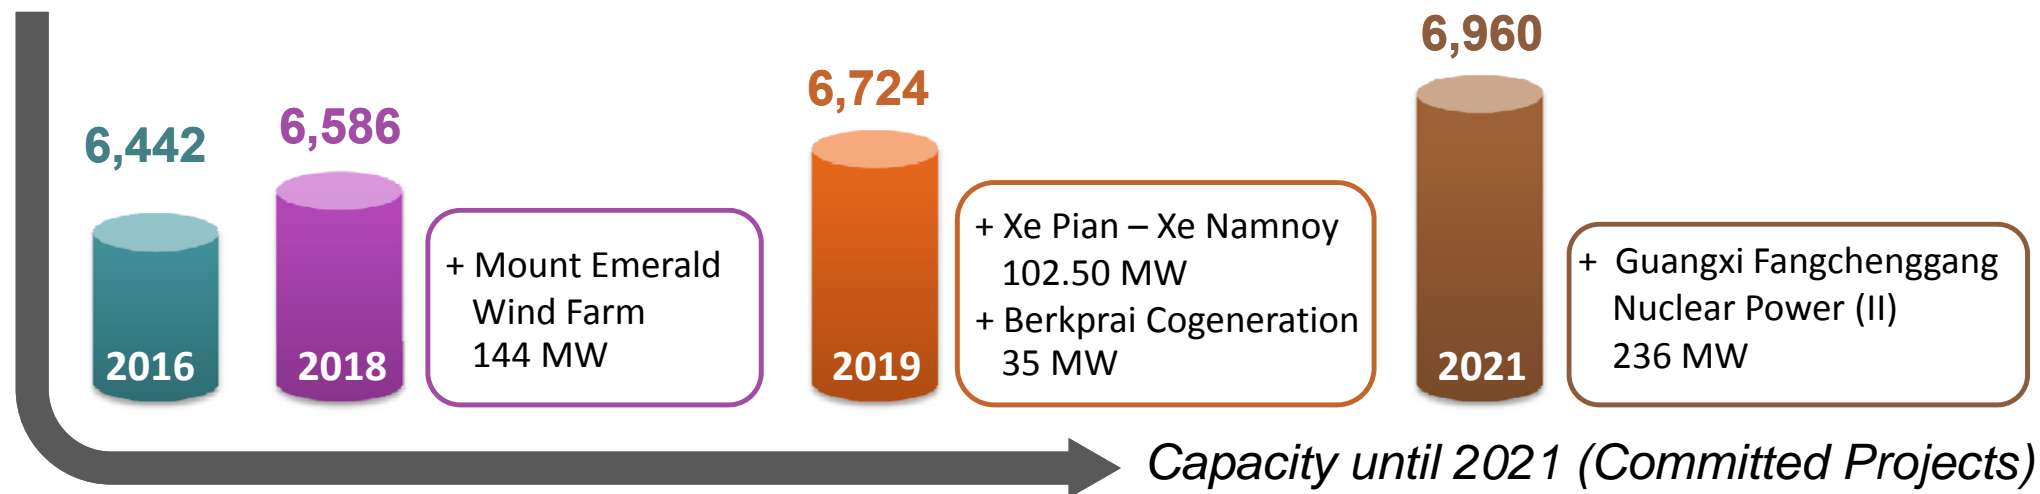 6,442
2016
6,586
2018
+ Mount Emerald
Wind Farm
144 MW
6,724
2019
+ Xe Pian – Xe Namnoy
102.50 MW
+ Berkprai Cogeneration
35 MW
6,960
2021
+ Guangxi Fangchenggang
Nuclear Power (II)
236 MW
Capacity until 2021 (Committed Projects)